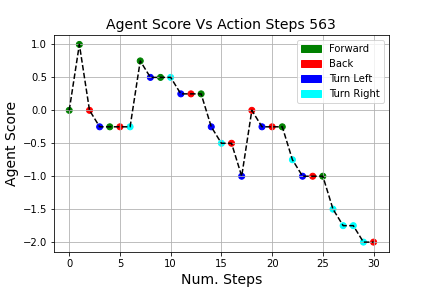 Agent Score Vs Action Steps 563
Forward
Back
Turn Left
Turn Right
1.0
0.5
0.0
−0.5
−1.0
−1.5
−2.0
Agent Score
0 5 10 15 20 25 30
Num. Steps